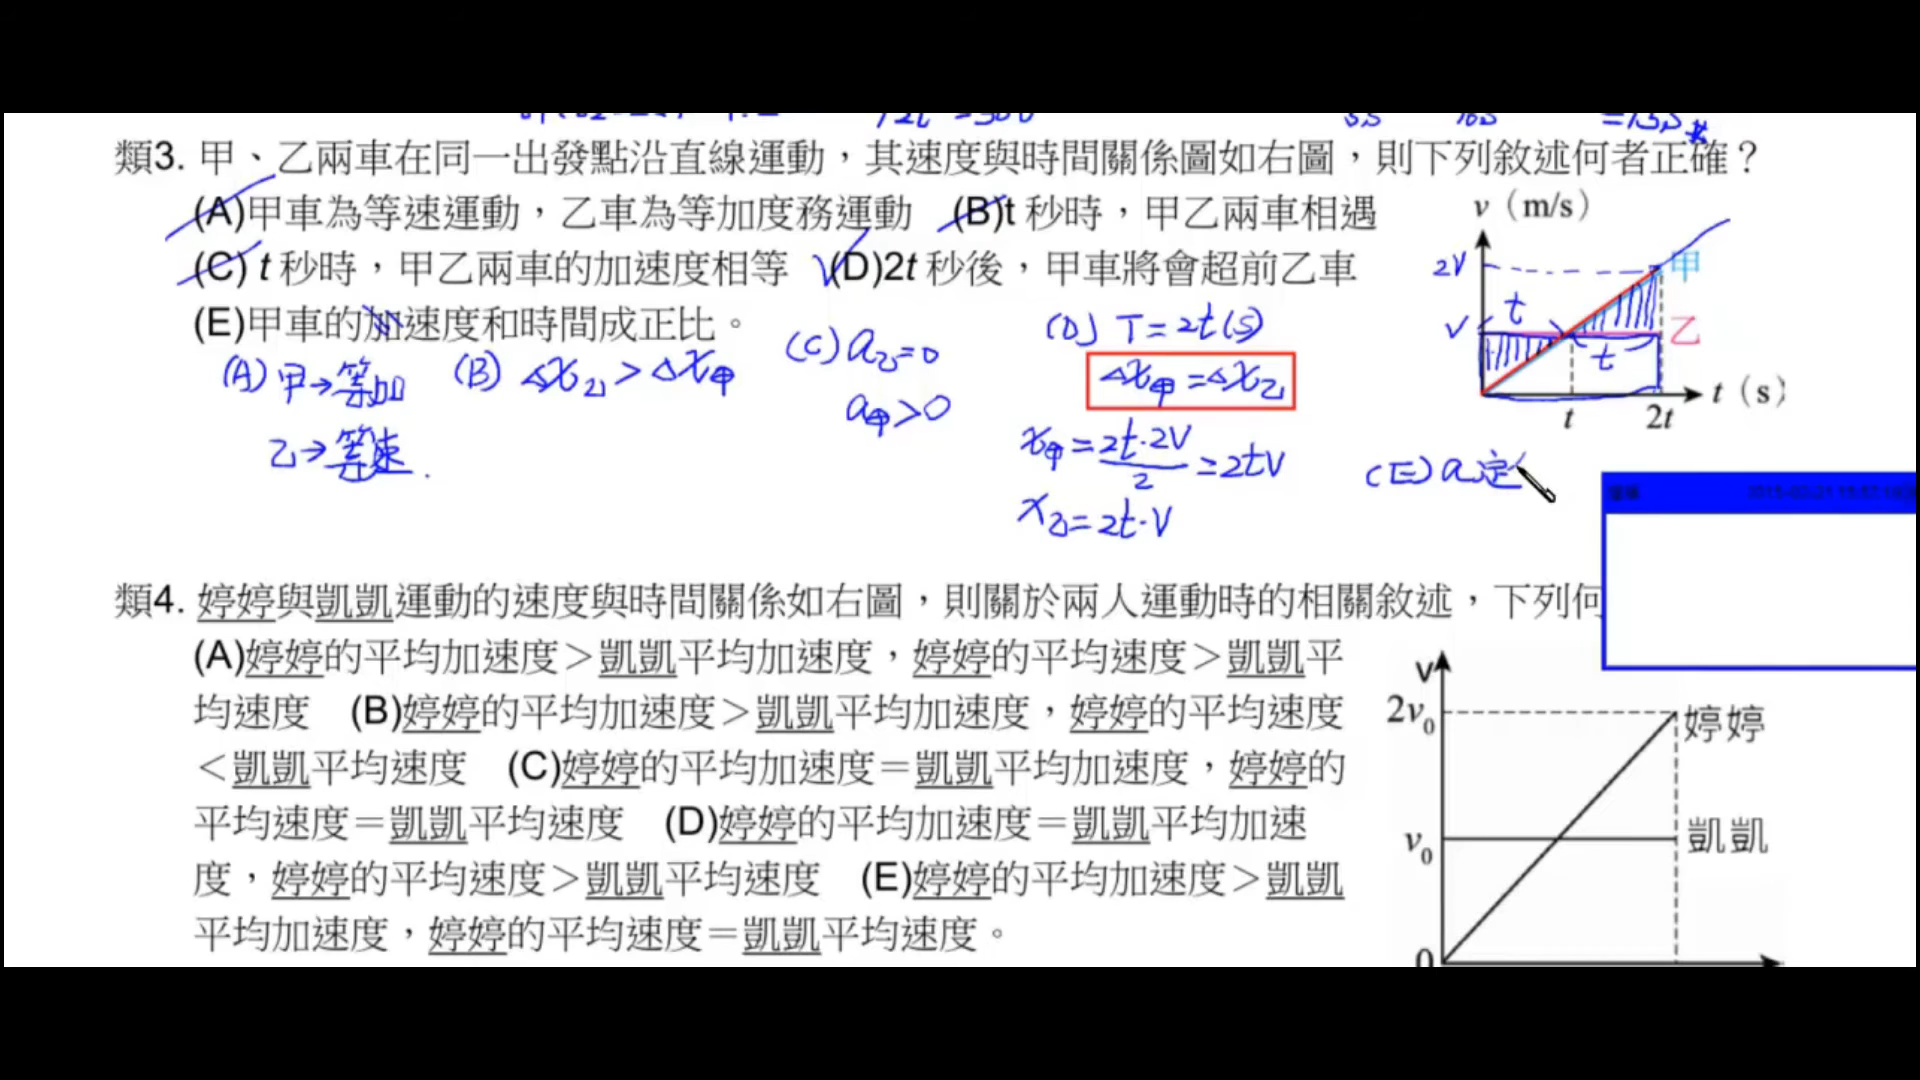 類3. 甲、乙兩車在同一出發點沿直線運動，其速度與時間關係圖如右圖，則下列敘述何者正確？
(A)甲車為等速運動，乙車為等加度務運動　(B)t 秒時，甲乙兩車相遇
(C) t 秒時，甲乙兩車的加速度相等　(D)2t 秒後，甲車將會超前乙車
(E)甲車的加速度和時間成正比。
v（m/s）
2V
甲
t
V
乙
t
t（s）
t
2t
(A)甲→等加
乙→等速.
(B) △X乙 > △X甲
(C) a乙=0
a甲>0
(D) T=2t(s)
△X甲=△X乙
X甲=2t·2V/2=2tV
X乙=2t·V
(E) a定
類4. 婷婷與凱凱運動的速度與時間關係如右圖，則關於兩人運動時的相關敘述，下列何
(A)婷婷的平均加速度＞凱凱平均加速度，婷婷的平均速度＞凱凱平
均速度　(B)婷婷的平均加速度＞凱凱平均加速度，婷婷的平均速度
＜凱凱平均速度　(C)婷婷的平均加速度＝凱凱平均加速度，婷婷的
平均速度＝凱凱平均速度　(D)婷婷的平均加速度＝凱凱平均加速
度，婷婷的平均速度＞凱凱平均速度　(E)婷婷的平均加速度＞凱凱
平均加速度，婷婷的平均速度＝凱凱平均速度。
v
2v₀
婷婷
v₀
凱凱
0